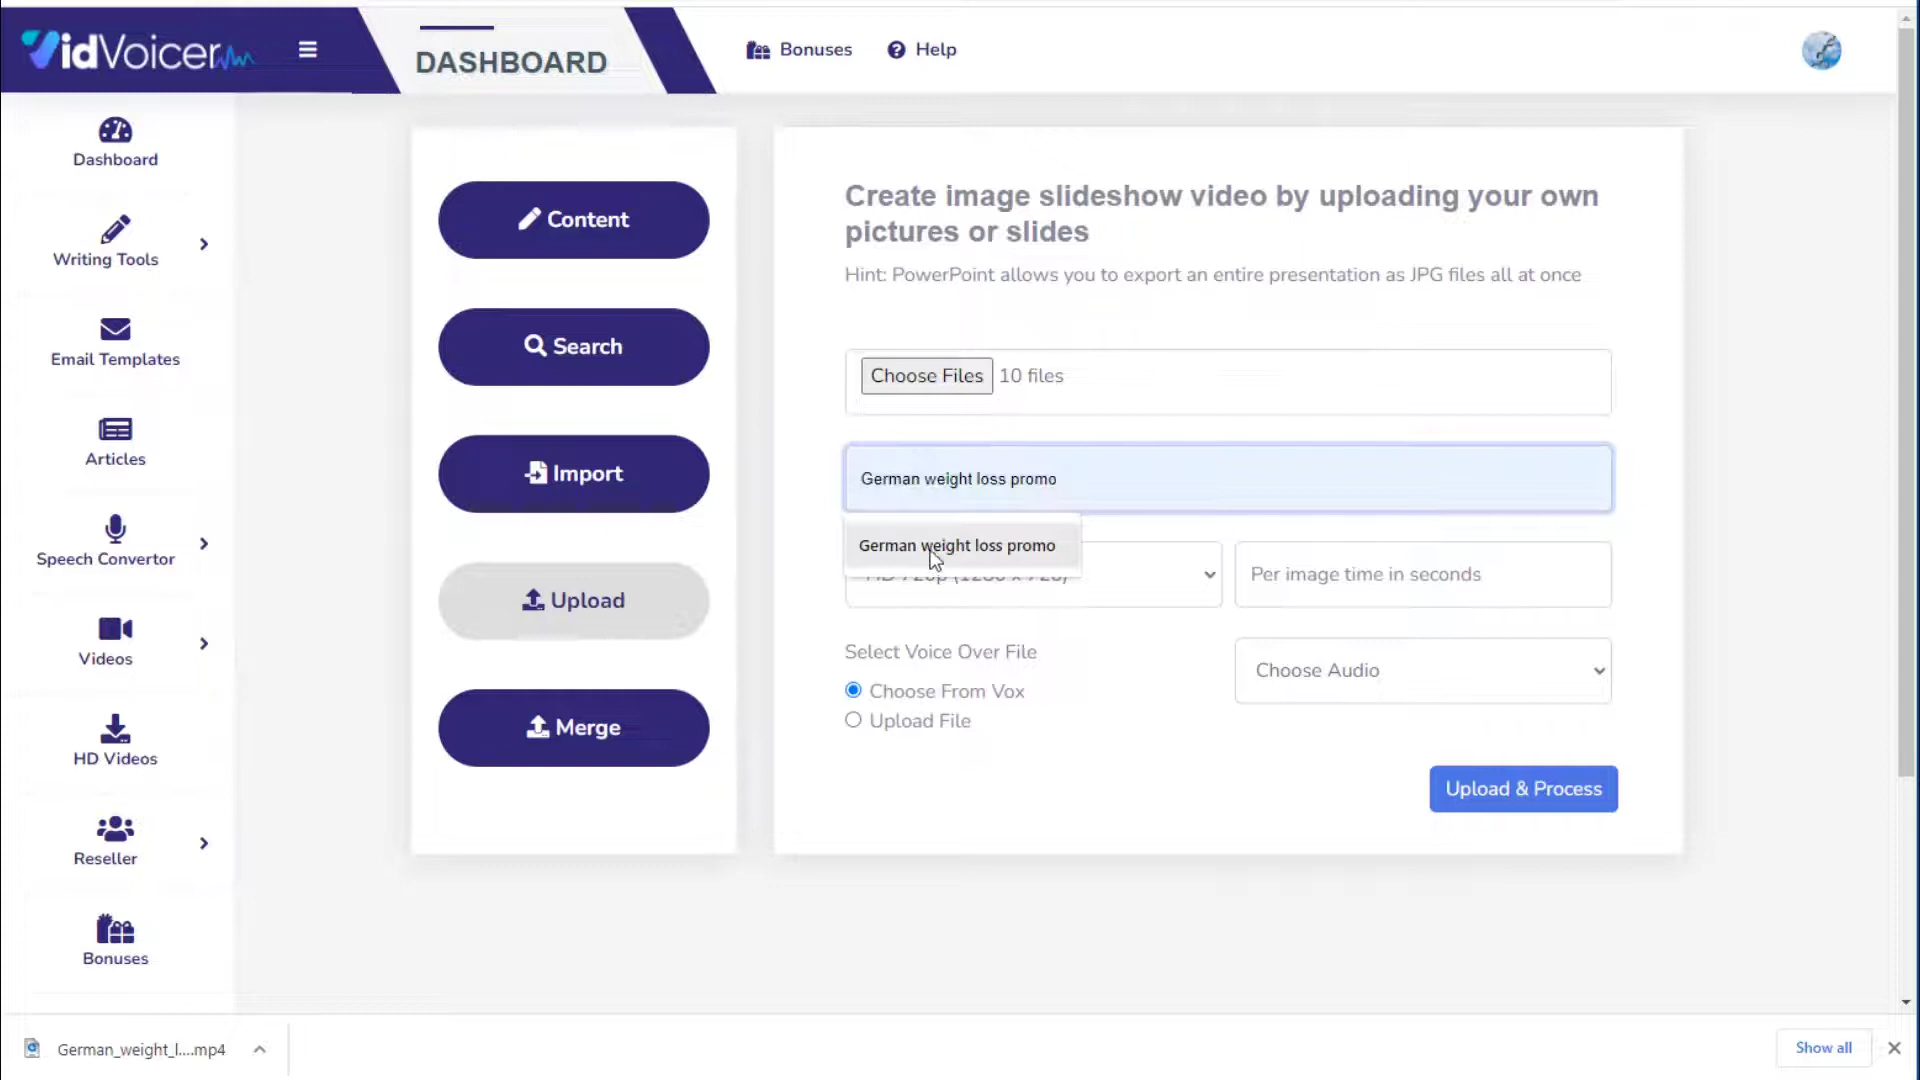 VidVoicer
DASHBOARD
Bonuses
Help
Dashboard
Writing Tools
Email Templates
Articles
Speech Convertor
Videos
HD Videos
Reseller
Bonuses
Content
Search
Import
Upload
Merge
Create image slideshow video by uploading your own
pictures or slides
Hint: PowerPoint allows you to export an entire presentation as JPG files all at once
Choose Files 10 files
German weight loss promo
German weight loss promo
HD 720p (1280 x 720)
Per image time in seconds
Select Voice Over File
Choose From Vox
Upload File
Choose Audio
Upload & Process
German_weight_l....mp4
Show all